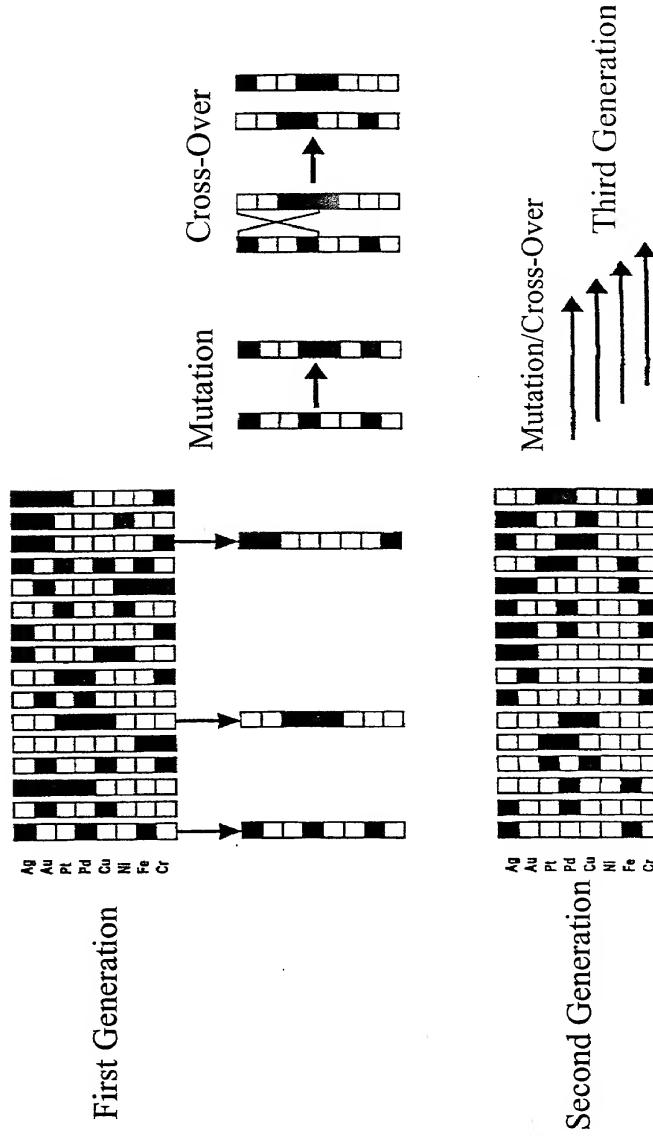 First Generation
Ag
Au
Pt
Pd
Cu
Ni
Fe
Cr
Mutation
Cross-Over
Second Generation
Ag
Au
Pt
Pd
Cu
Ni
Fe
Cr
Mutation/Cross-Over
Third Generation